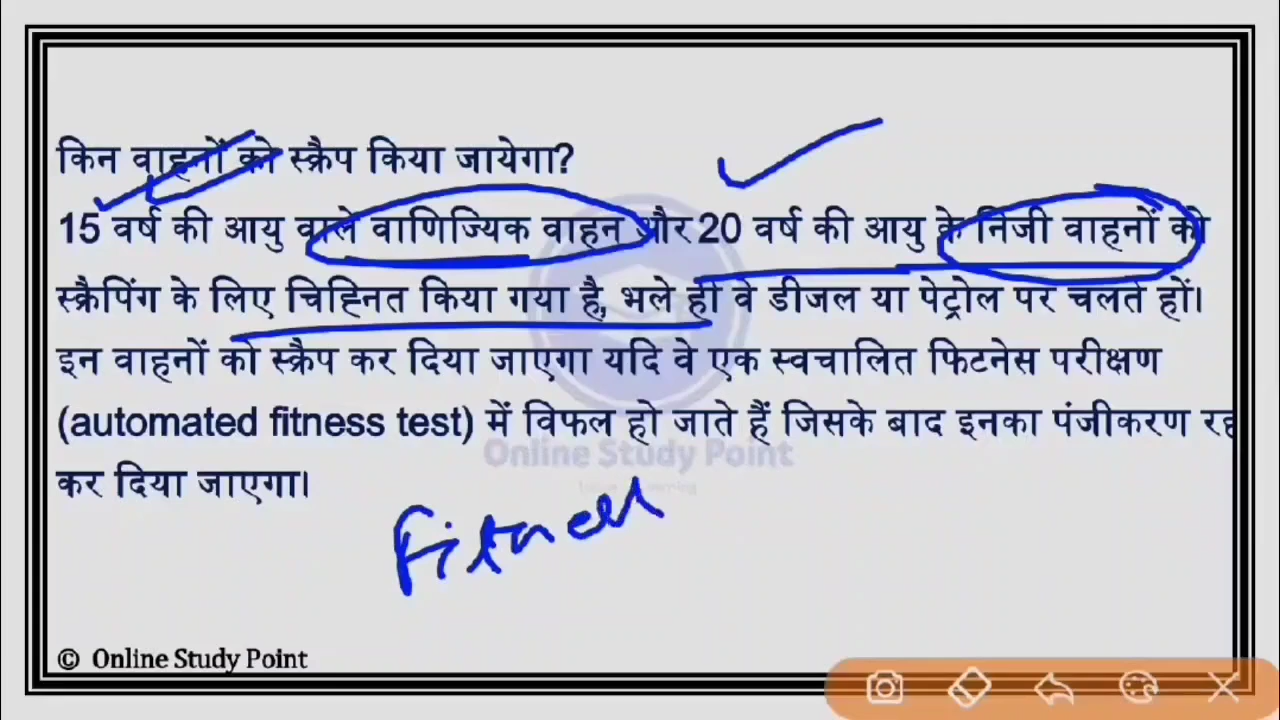 किन वाहनों को स्क्रैप किया जायेगा?
15 वर्ष की आयु वाले वाणिज्यिक वाहन और 20 वर्ष की आयु के निजी वाहनों को
स्क्रैपिंग के लिए चिह्नित किया गया है, भले ही वे डीजल या पेट्रोल पर चलते हों।
इन वाहनों को स्क्रैप कर दिया जाएगा यदि वे एक स्वचालित फिटनेस परीक्षण
(automated fitness test) में विफल हो जाते हैं जिसके बाद इनका पंजीकरण
कर दिया जाएगा।
Online Study Point
Fitness
© Online Study Point